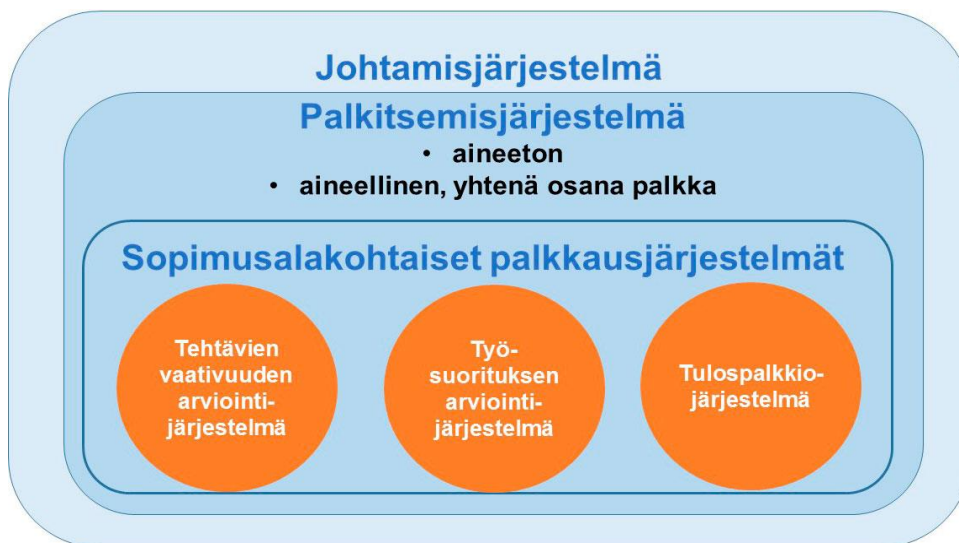 Johtamisjärjestelmä
Palkitsemisjärjestelmä
• aineeton
• aineellinen, yhtenä osana palkka
Sopimusalakohtaiset palkkausjärjestelmät
Tehtävien
vaativuuden
arviointi-
järjestelmä
Työ-
suorituksen
arviointi-
järjestelmä
Tulospalkkio-
järjestelmä